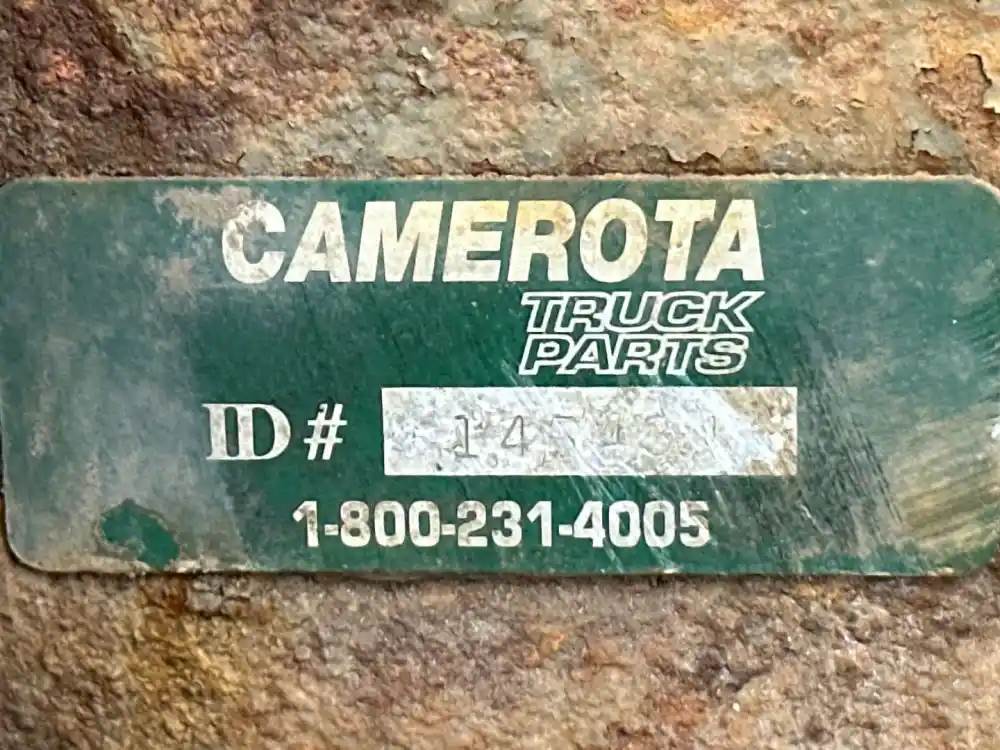 CAMEROTA
TRUCK
PARTS
ID#
1-800-231-4005